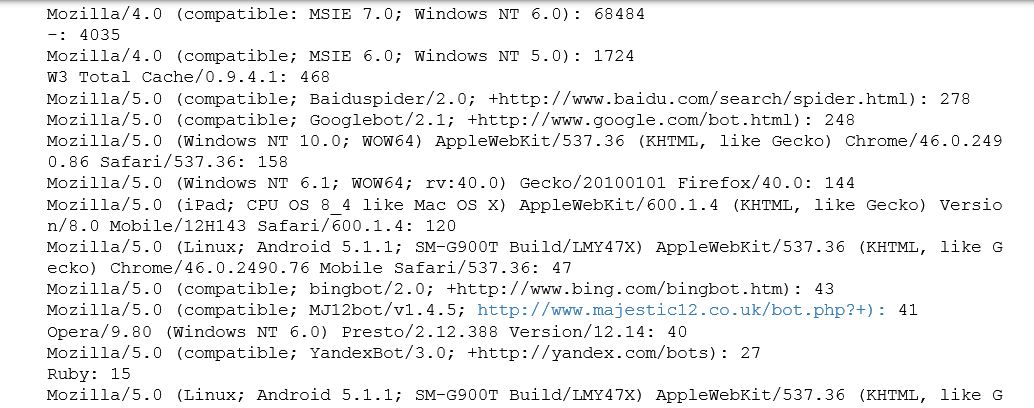 Mozilla/4.0 (compatible: MSIE 7.0; Windows NT 6.0): 68484
-: 4035
Mozilla/4.0 (compatible; MSIE 6.0; Windows NT 5.0): 1724
W3 Total Cache/0.9.4.1: 468
Mozilla/5.0 (compatible; Baiduspider/2.0; +http://www.baidu.com/search/spider.html): 278
Mozilla/5.0 (compatible; Googlebot/2.1; +http://www.google.com/bot.html): 248
Mozilla/5.0 (Windows NT 10.0; WOW64) AppleWebKit/537.36 (KHTML, like Gecko) Chrome/46.0.249
0.86 Safari/537.36: 158
Mozilla/5.0 (Windows NT 6.1; WOW64; rv:40.0) Gecko/20100101 Firefox/40.0: 144
Mozilla/5.0 (iPad; CPU OS 8_4 like Mac OS X) AppleWebKit/600.1.4 (KHTML, like Gecko) Versio
n/8.0 Mobile/12H143 Safari/600.1.4: 120
Mozilla/5.0 (Linux; Android 5.1.1; SM-G900T Build/LMY47X) AppleWebKit/537.36 (KHTML, like G
ecko) Chrome/46.0.2490.76 Mobile Safari/537.36: 47
Mozilla/5.0 (compatible; bingbot/2.0; +http://www.bing.com/bingbot.htm): 43
Mozilla/5.0 (compatible; MJ12bot/v1.4.5; http://www.majestic12.co.uk/bot.php?+): 41
Opera/9.80 (Windows NT 6.0) Presto/2.12.388 Version/12.14: 40
Mozilla/5.0 (compatible; YandexBot/3.0; +http://yandex.com/bots): 27
Ruby: 15
Mozilla/5.0 (Linux; Android 5.1.1; SM-G900T Build/LMY47X) AppleWebKit/537.36 (KHTML, like G